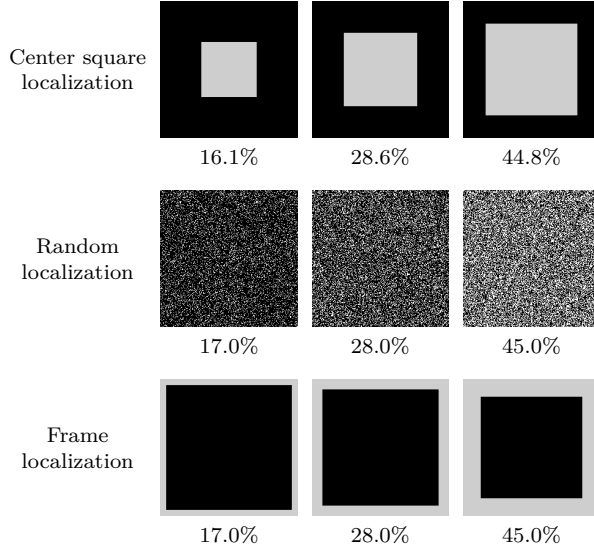 Center square
localization
16.1%
28.6%
44.8%
Random
localization
17.0%
28.0%
45.0%
Frame
localization
17.0%
28.0%
45.0%